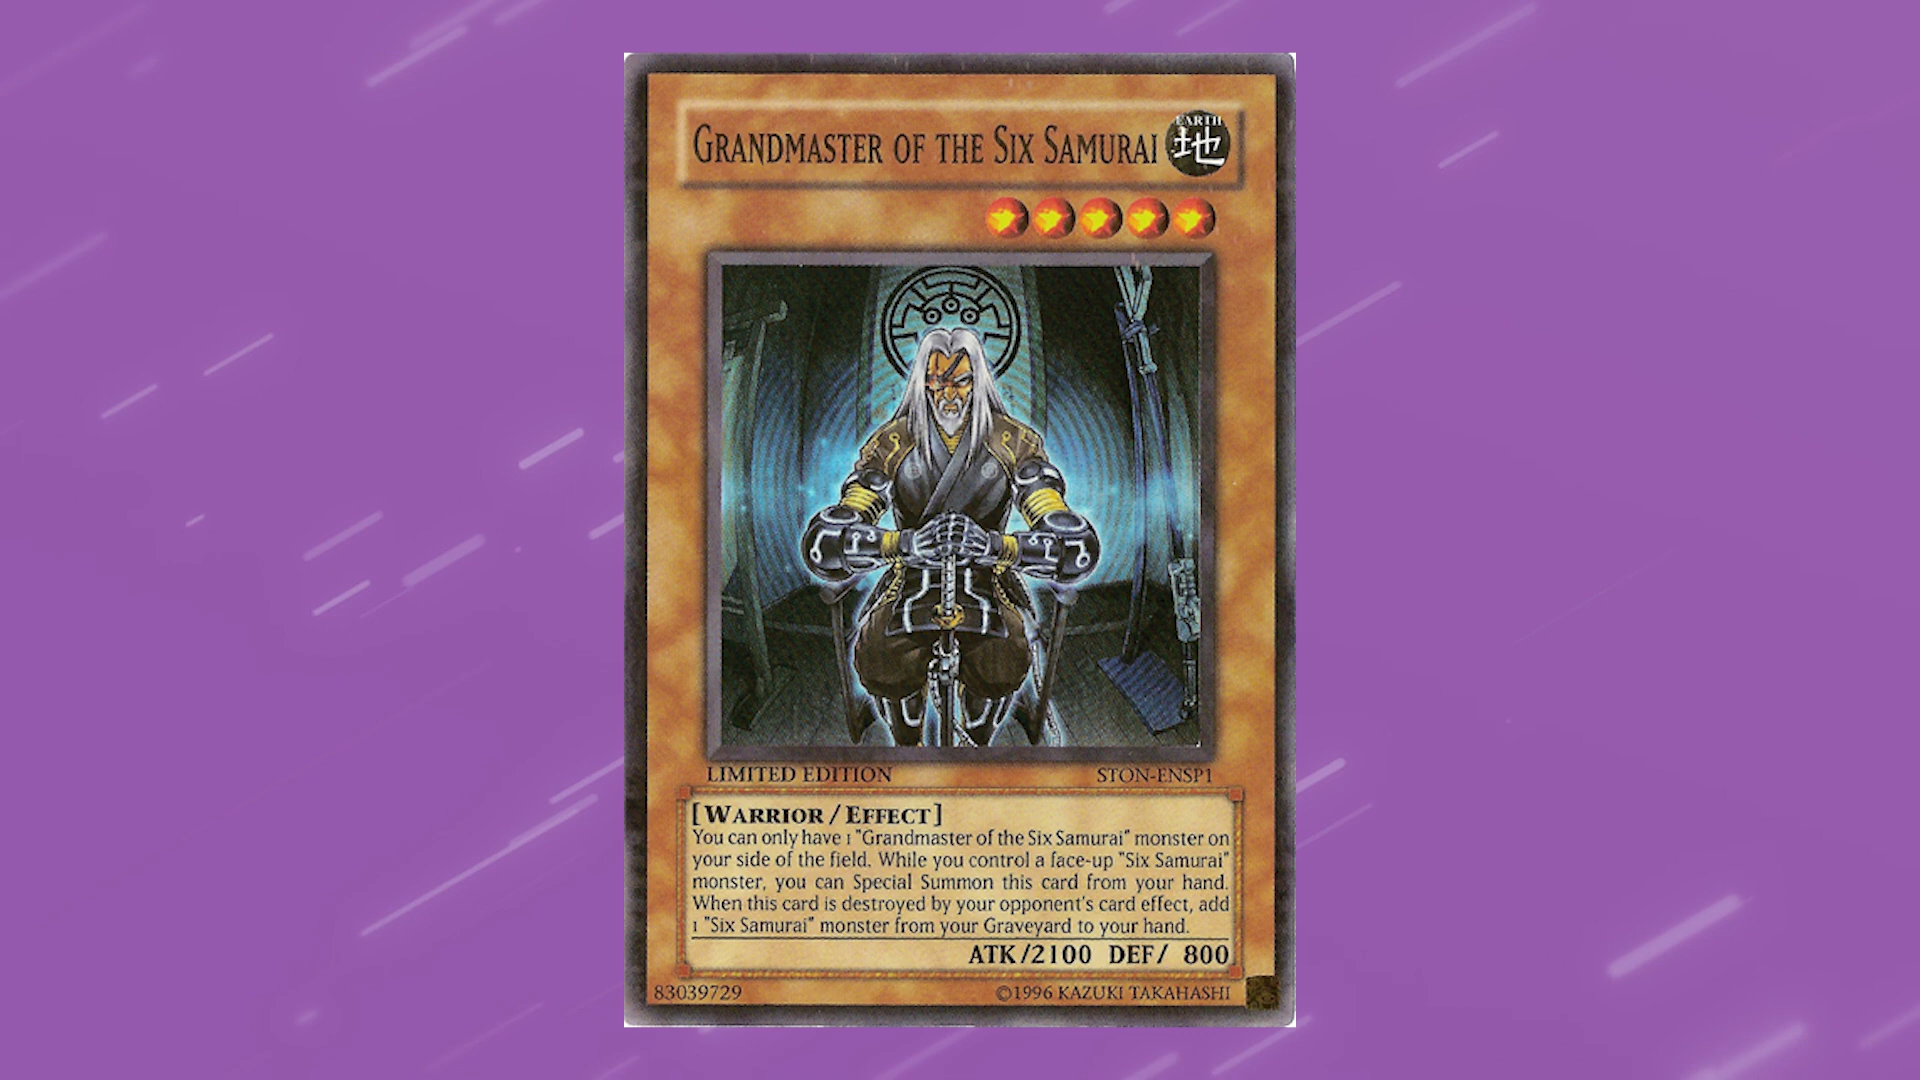 GRANDMASTER OF THE SIX SAMURAI
EARTH
地
LIMITED EDITION STON-ENSP1
[WARRIOR/EFFECT]
You can only have 1 "Grandmaster of the Six Samurai" monster on
your side of the field. While you control a face-up "Six Samurai"
monster, you can Special Summon this card from your hand.
When this card is destroyed by your opponent's card effect, add
1 "Six Samurai" monster from your Graveyard to your hand.
ATK/2100 DEF/ 800
83039729 ©1996 KAZUKI TAKAHASHI